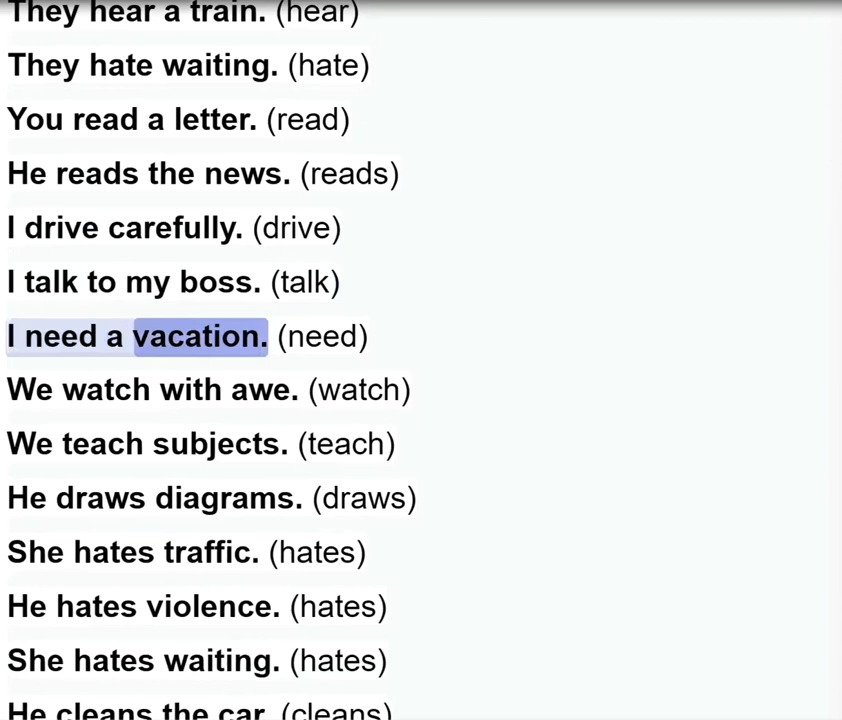 They hear a train. (hear)
They hate waiting. (hate)
You read a letter. (read)
He reads the news. (reads)
I drive carefully. (drive)
I talk to my boss. (talk)
I need a vacation. (need)
We watch with awe. (watch)
We teach subjects. (teach)
He draws diagrams. (draws)
She hates traffic. (hates)
He hates violence. (hates)
She hates waiting. (hates)
He cleans the car. (cleans)